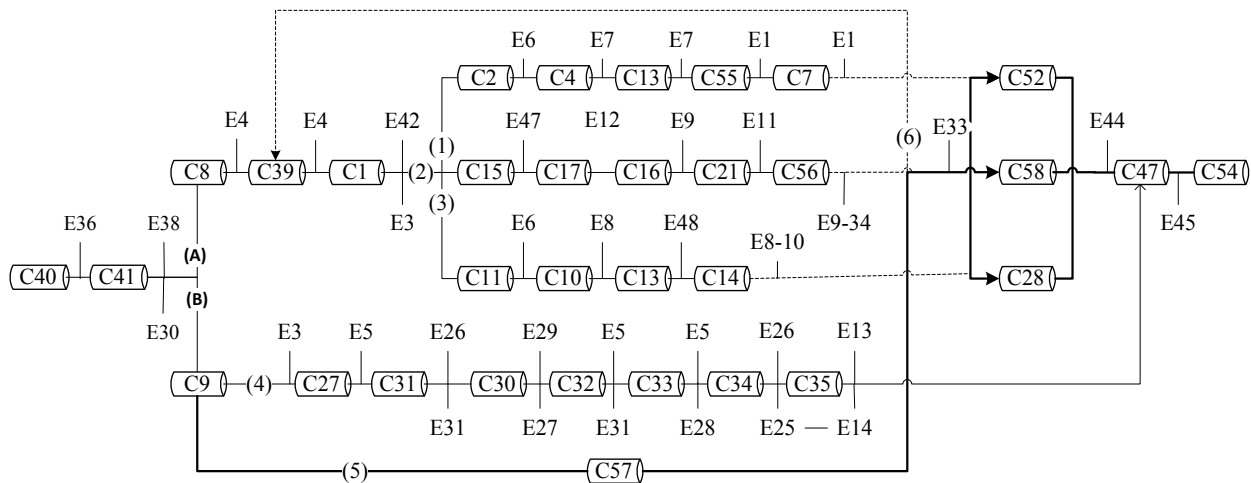 E6 E7 E7 E1 E1
C2 C4 C13 C55 C7 C52
E4 E4 E42 (1) E47 E12 E9 E11 (6) E33 E44
C8 C39 C1 (2) C15 C17 C16 C21 C56 C58 C47 C54
(3) E3 E9-34 E45
E36 E38 E6 E8 E48 E8-10
(A)
C40 C41 C11 C10 C13 C14 C28
(B)
E30
E3 E5 E26 E29 E5 E5 E26 E13
C9 (4) C27 C31 C30 C32 C33 C34 C35
E31 E27 E31 E28 E25 — E14
(5) C57